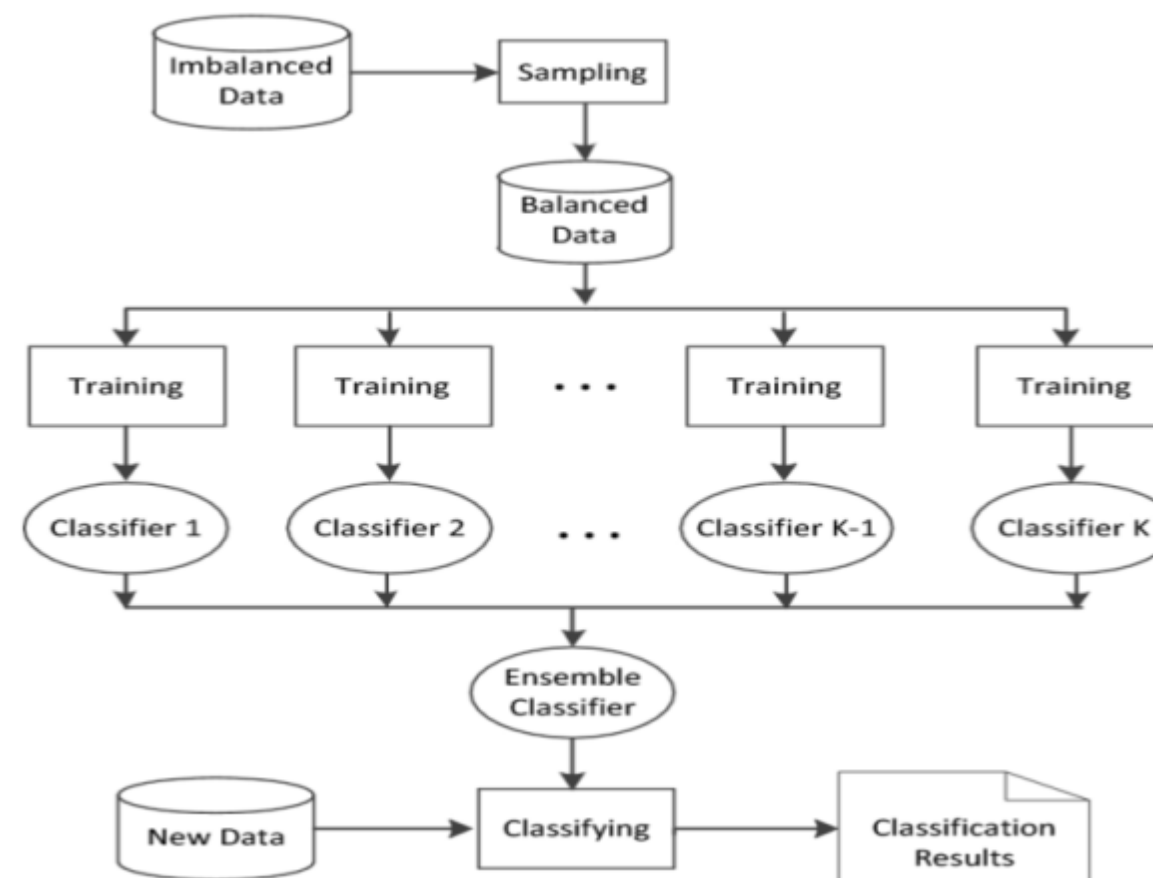 Imbalanced
Data
Sampling
Balanced
Data
Training
Training
. . .
Training
Training
Classifier 1
Classifier 2
. . .
Classifier K-1
Classifier K
Ensemble
Classifier
New Data
Classifying
Classification
Results